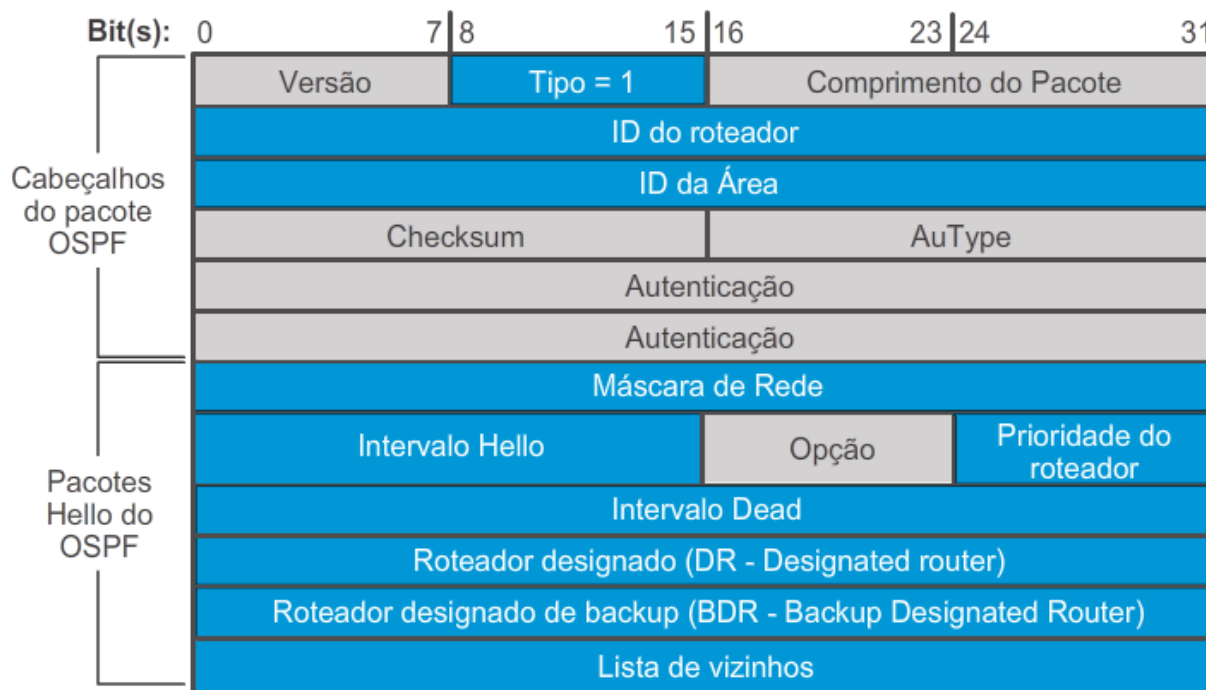 Bit(s): 0 7 8 15 16 23 24 31
Versão Tipo = 1 Comprimento do Pacote
ID do roteador
ID da Área
Cabeçalhos
do pacote
OSPF
Checksum AuType
Autenticação
Autenticação
Máscara de Rede
Intervalo Hello Opção Prioridade do
roteador
Pacotes
Hello do
OSPF
Intervalo Dead
Roteador designado (DR - Designated router)
Roteador designado de backup (BDR - Backup Designated Router)
Lista de vizinhos